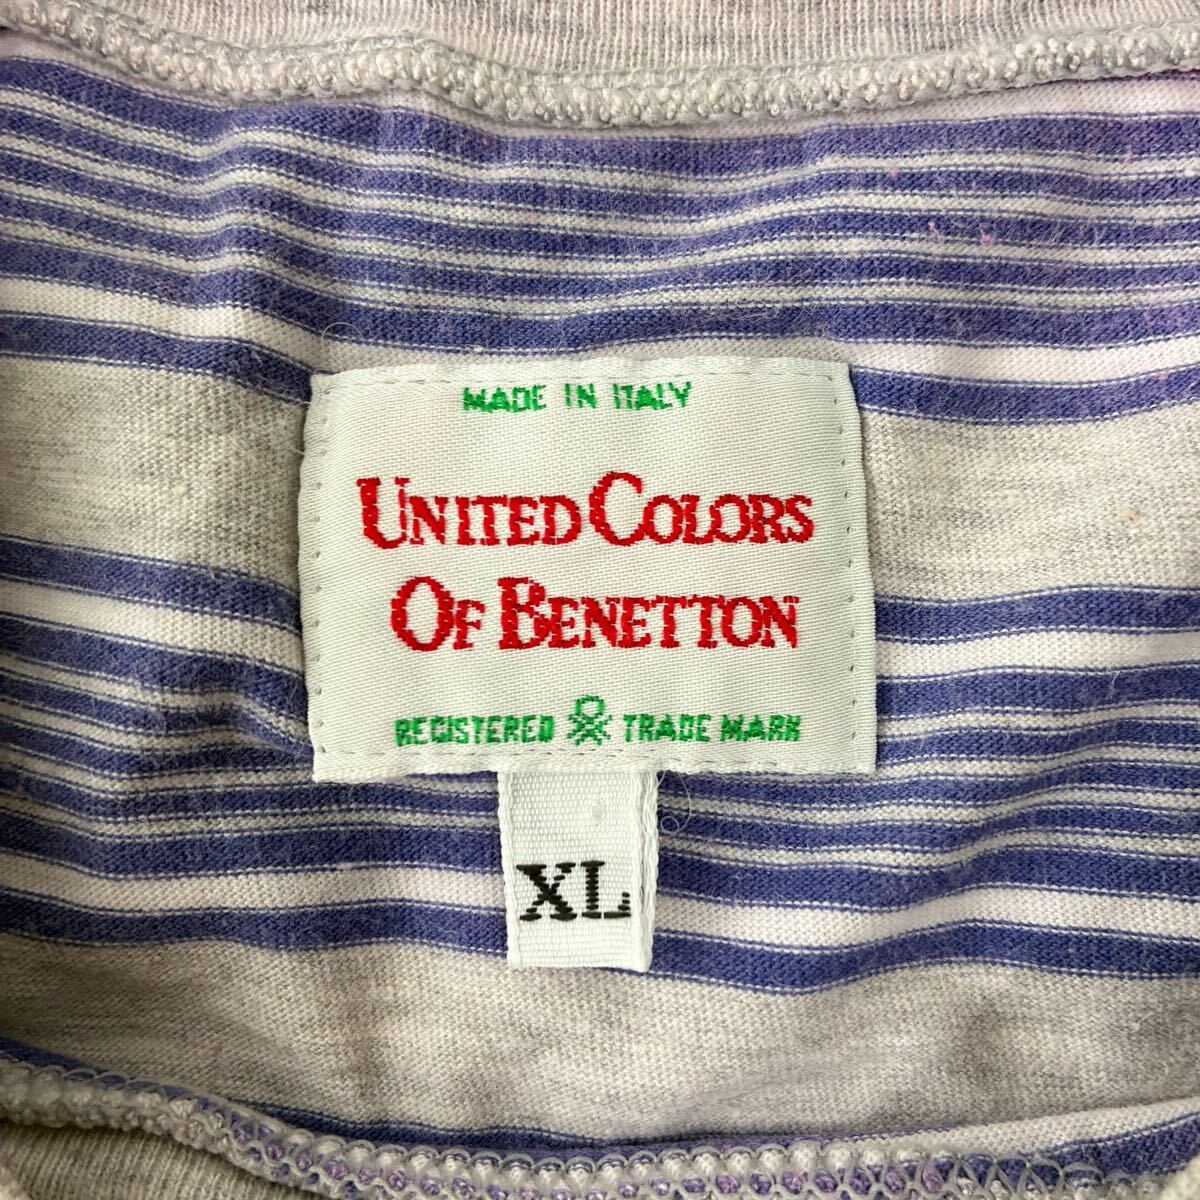 MADE IN ITALY
UNITED COLORS
OF BENETTON
REGISTERED TRADE MARK
XL